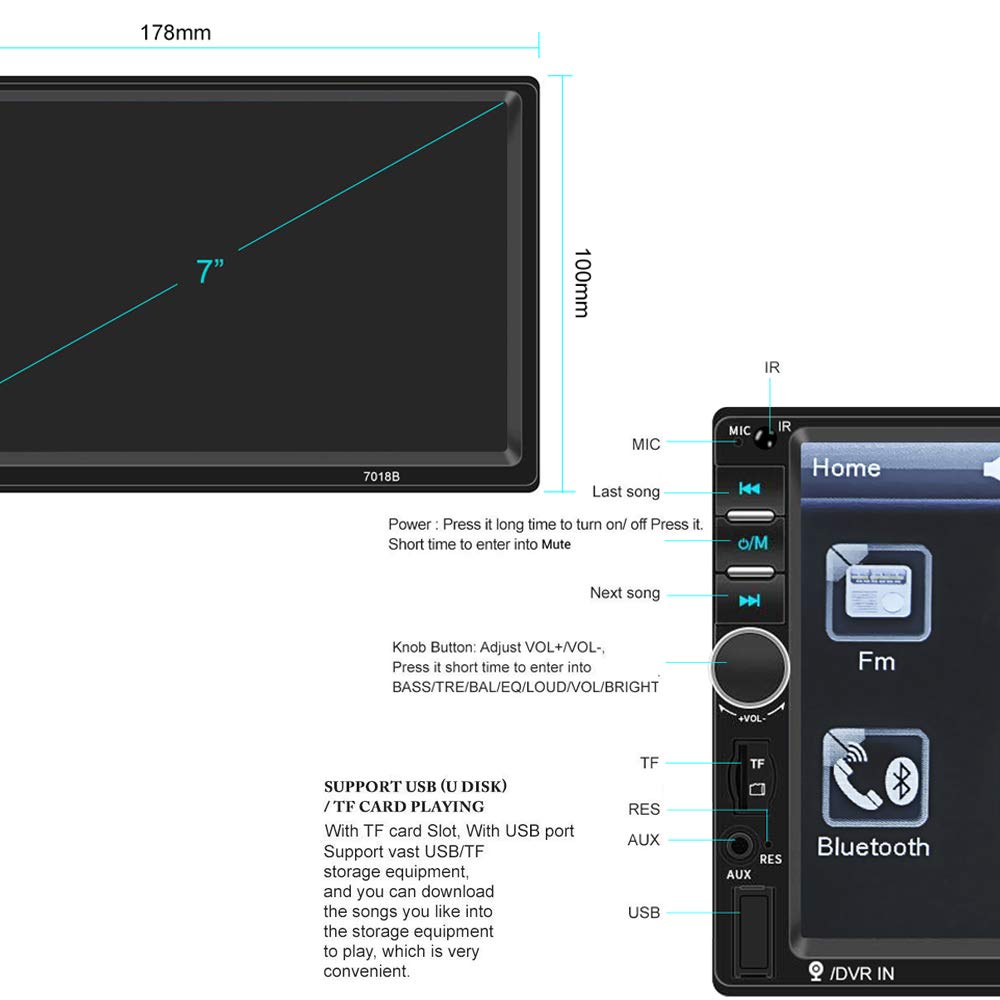 178mm
7”
100mm
7018B
IR
MIC
IR
MIC
Home
Last song
Power : Press it long time to turn on/ off Press it.
Short time to enter into Mute
/M
Next song
Fm
Knob Button: Adjust VOL+/VOL-,
Press it short time to enter into
BASS/TRE/BAL/EQ/LOUD/VOL/BRIGHT
+VOL-
TF
TF
RES
AUX
RES
AUX
Bluetooth
USB
/DVR IN
SUPPORT USB (U DISK)
/ TF CARD PLAYING
With TF card Slot, With USB port
Support vast USB/TF
storage equipment,
and you can download
the songs you like into
the storage equipment
to play, which is very
convenient.